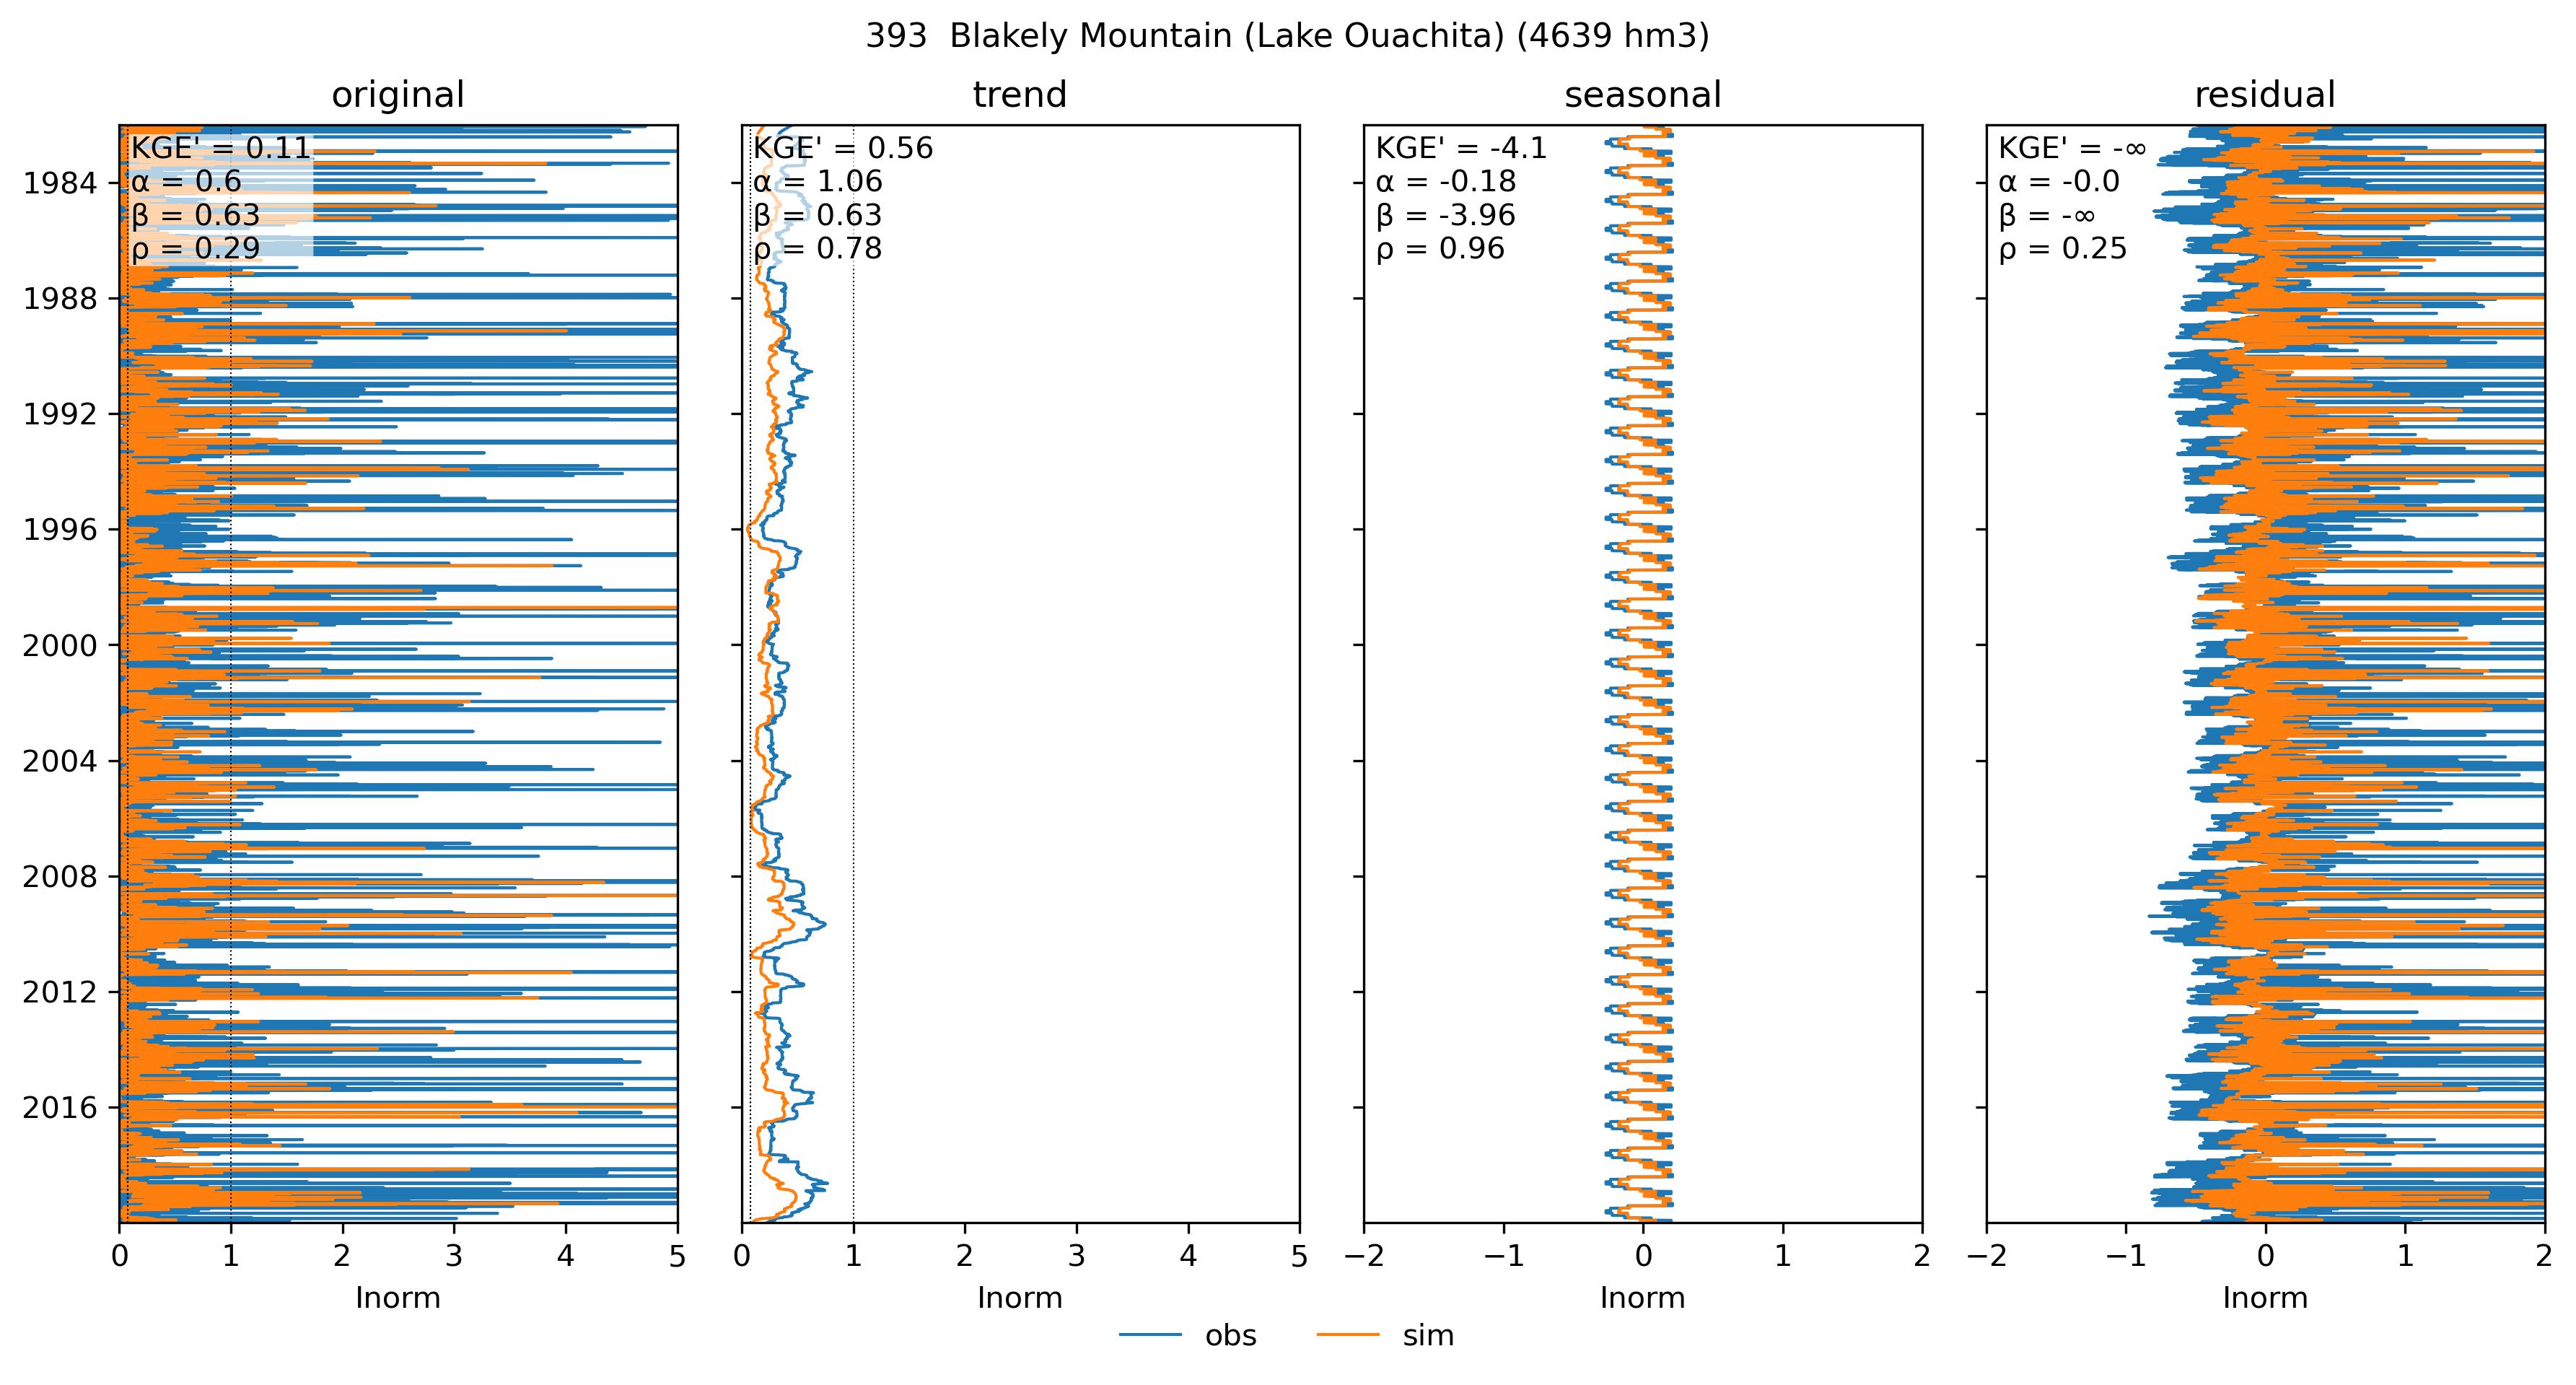 393  Blakely Mountain (Lake Ouachita) (4639 hm3)
original
trend
seasonal
residual
KGE' = 0.11
α = 0.6
β = 0.63
ρ = 0.29
KGE' = 0.56
α = 1.06
β = 0.63
ρ = 0.78
KGE' = -4.1
α = -0.18
β = -3.96
ρ = 0.96
KGE' = -∞
α = -0.0
β = -∞
ρ = 0.25
1984
1988
1992
1996
2000
2004
2008
2012
2016
0 1 2 3 4 5
0 1 2 3 4 5
−2 −1 0 1 2
−2 −1 0 1 2
Inorm
Inorm
Inorm
Inorm
obs
sim